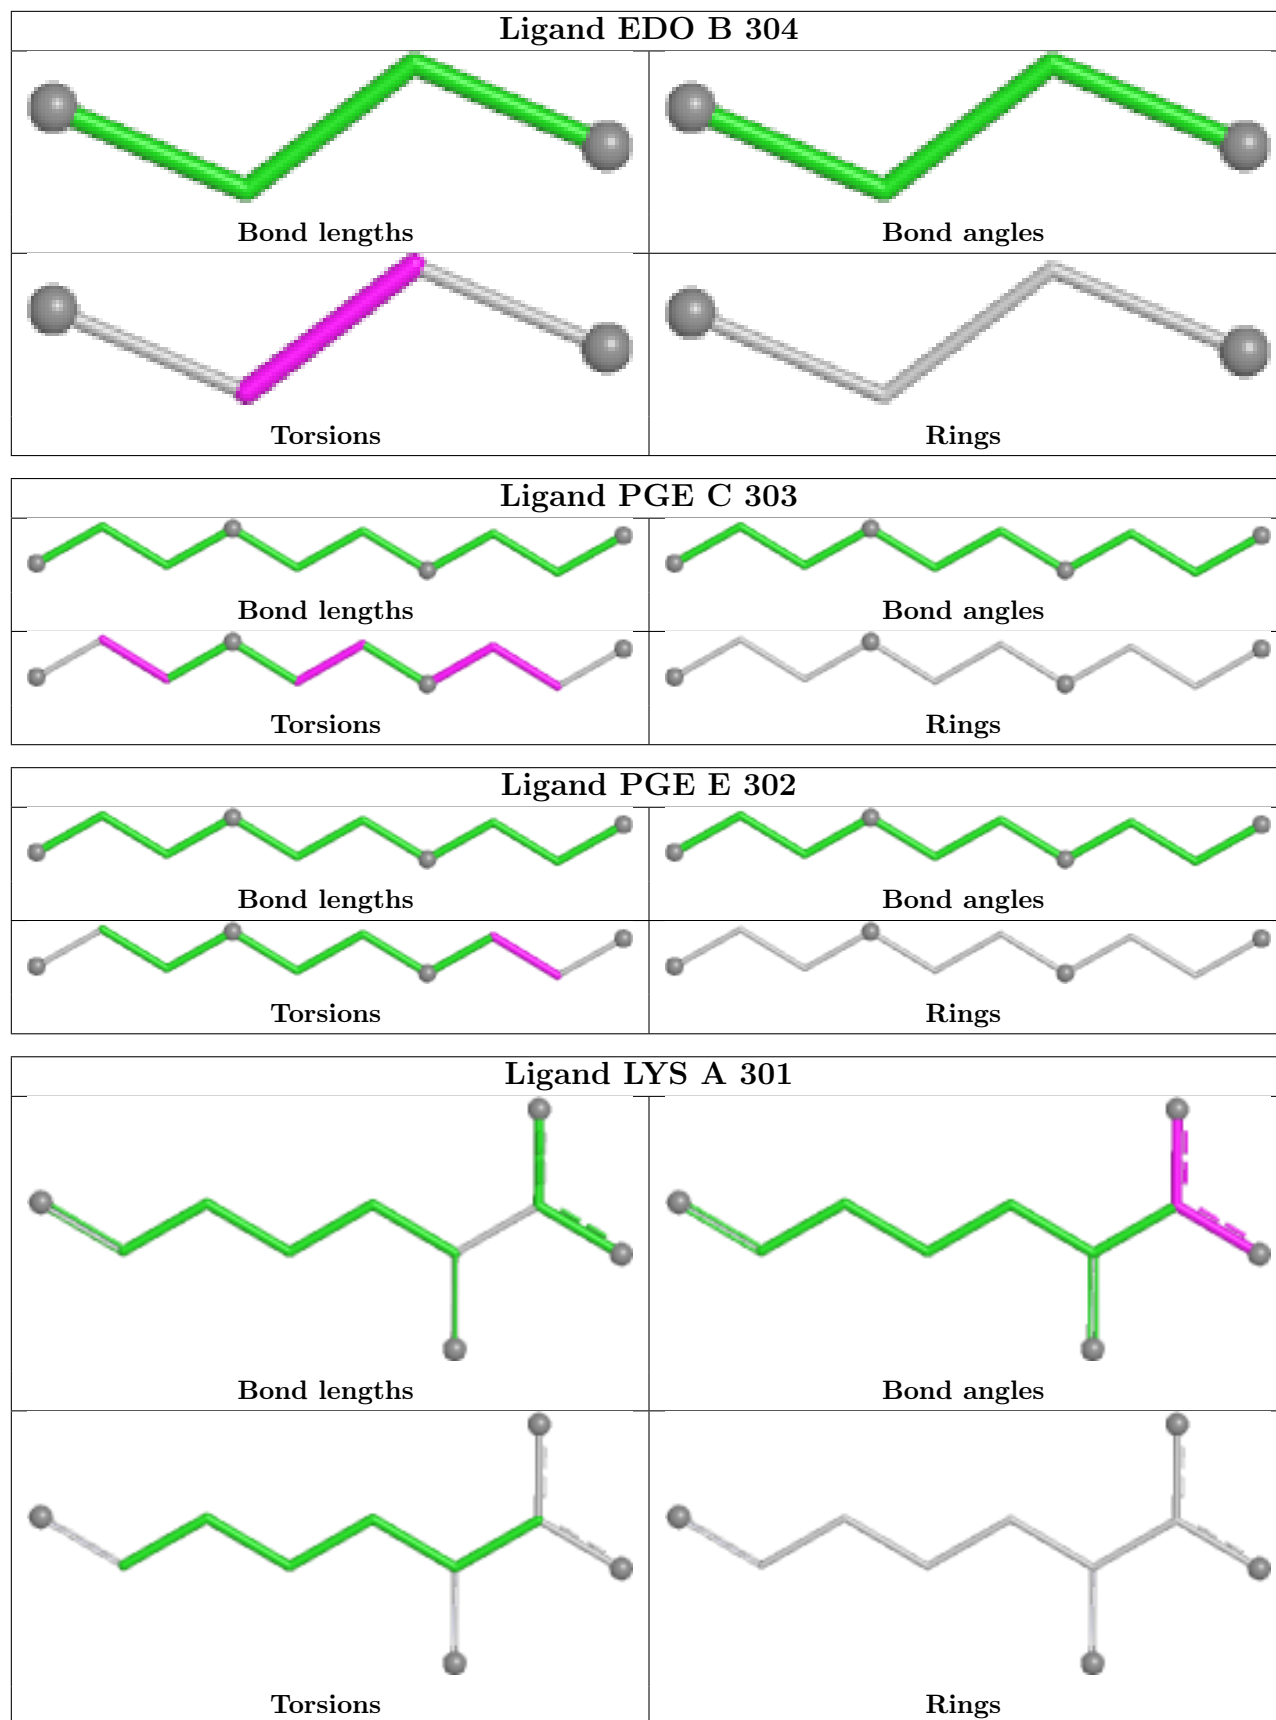 Ligand EDO B 304
Bond lengths Bond angles
Torsions Rings
Ligand PGE C 303
Bond lengths Bond angles
Torsions Rings
Ligand PGE E 302
Bond lengths Bond angles
Torsions Rings
Ligand LYS A 301
Bond lengths Bond angles
Torsions Rings